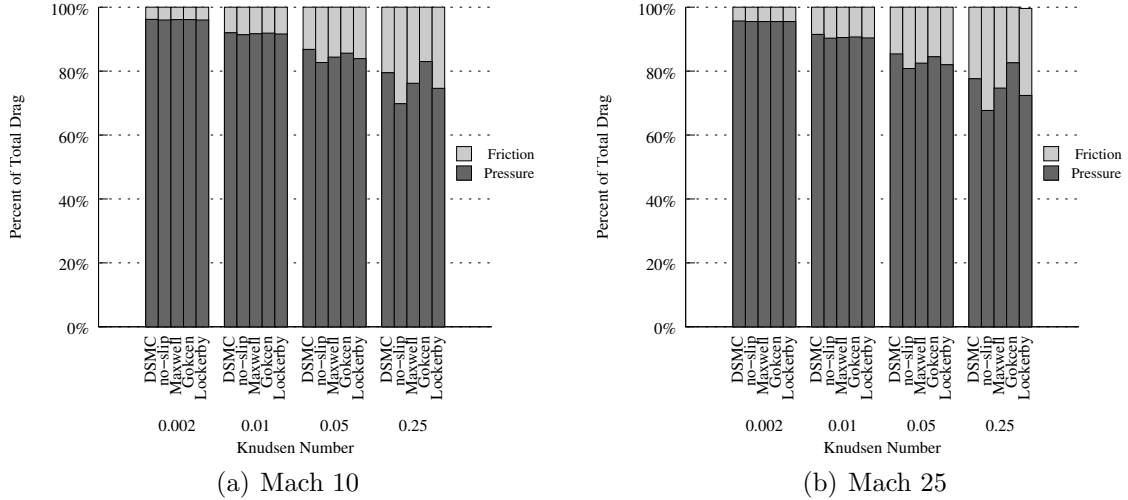 100%
80%
60%
40%
20%
0%
Percent of Total Drag
Friction
Pressure
DSMC
no-slip
Maxwell
Gokcen
Lockerby
DSMC
no-slip
Maxwell
Gokcen
Lockerby
DSMC
no-slip
Maxwell
Gokcen
Lockerby
DSMC
no-slip
Maxwell
Gokcen
Lockerby
0.002 0.01 0.05 0.25
Knudsen Number
(a) Mach 10
100%
80%
60%
40%
20%
0%
Percent of Total Drag
Friction
Pressure
DSMC
no-slip
Maxwell
Gokcen
Lockerby
DSMC
no-slip
Maxwell
Gokcen
Lockerby
DSMC
no-slip
Maxwell
Gokcen
Lockerby
DSMC
no-slip
Maxwell
Gokcen
Lockerby
0.002 0.01 0.05 0.25
Knudsen Number
(b) Mach 25